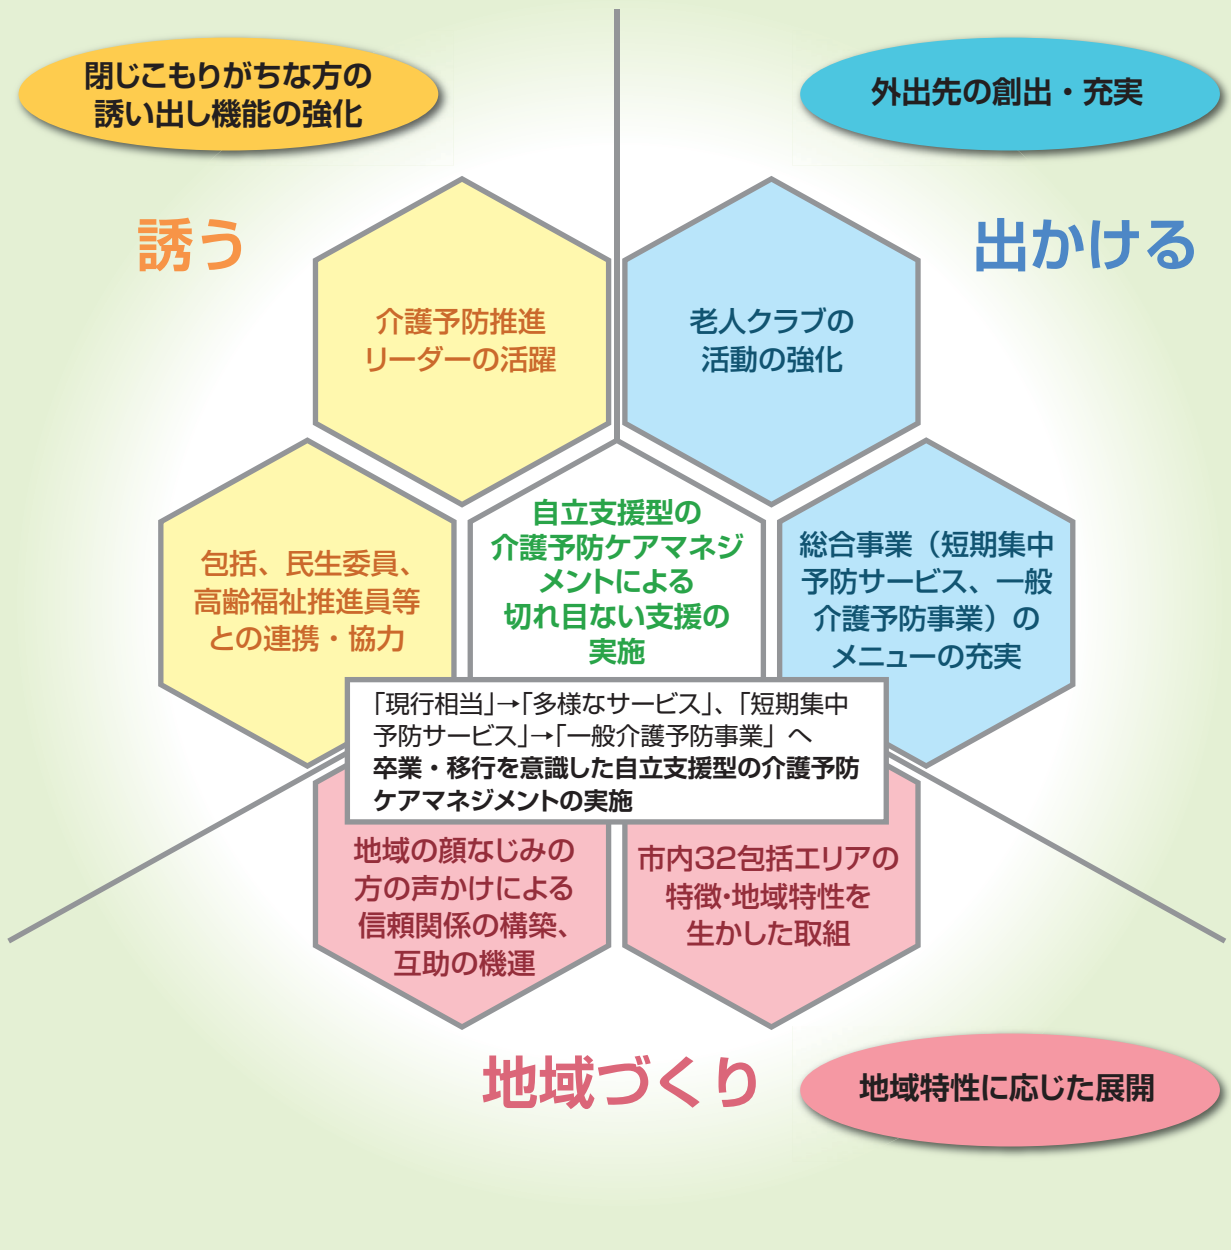 閉じこもりがちな方の
誘い出し機能の強化
外出先の創出・充実
誘う
出かける
介護予防推進
リーダーの活躍
老人クラブの
活動の強化
包括、民生委員、
高齢福祉推進員等
との連携・協力
自立支援型の
介護予防ケアマネジ
メントによる
切れ目ない支援の
実施
総合事業（短期集中
予防サービス、一般
介護予防事業）の
メニューの充実
「現行相当」→「多様なサービス」、「短期集中
予防サービス」→「一般介護予防事業」へ
卒業・移行を意識した自立支援型の介護予防
ケアマネジメントの実施
地域の顔なじみの
方の声かけによる
信頼関係の構築、
互助の機運
市内32包括エリアの
特徴・地域特性を
生かした取組
地域づくり
地域特性に応じた展開